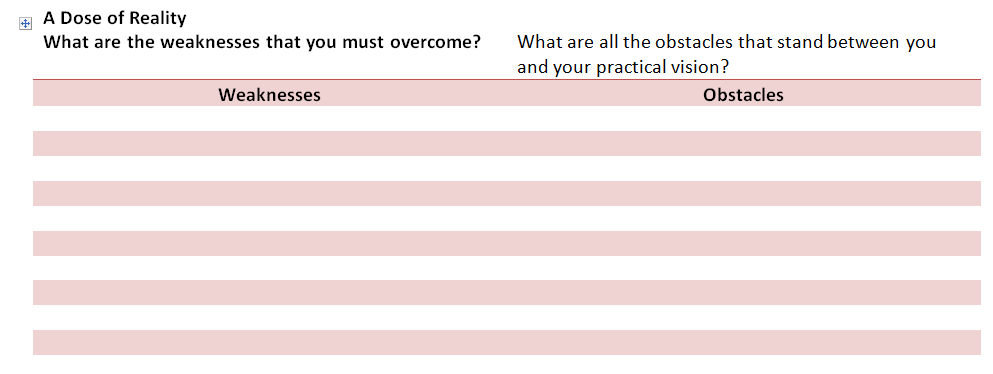 A Dose of Reality
What are the weaknesses that you must overcome?
What are all the obstacles that stand between you
and your practical vision?
Weaknesses
Obstacles